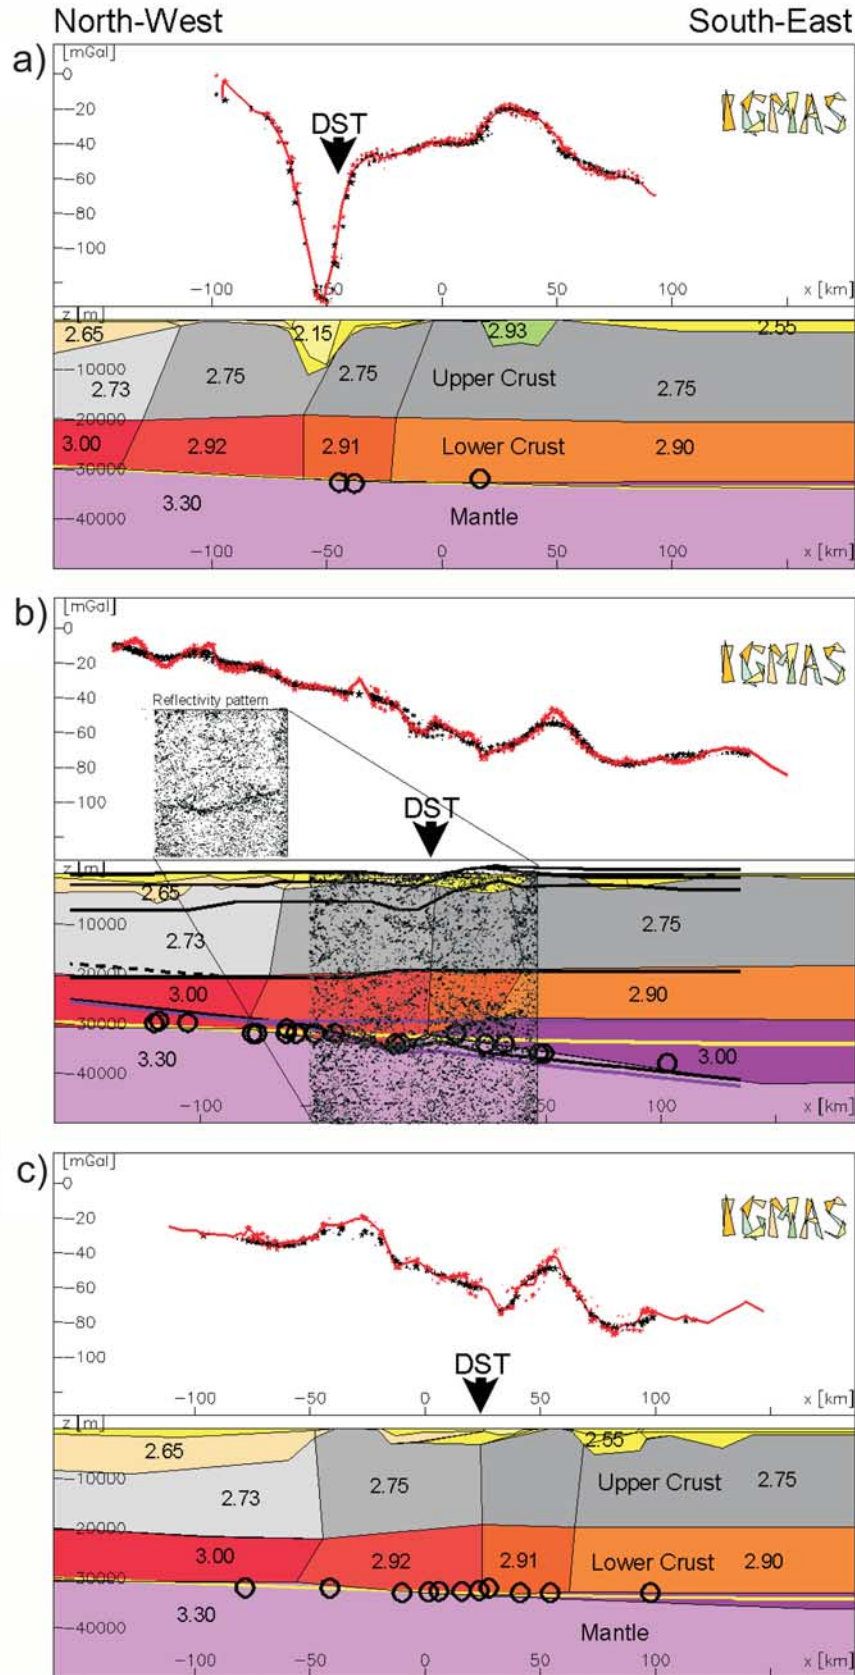 North-West South-East
a) [mGal]
0
-20
-40
-60
-80
-100
DST
IGMAS
-100 -50 0 50 100 x [km]
z [m]
2.65 2.15 2.93 2.55
-10000
2.73 2.75 2.75 Upper Crust 2.75
-20000
3.00 2.92 2.91 Lower Crust 2.90
-30000
3.30 Mantle
-40000
-100 -50 0 50 100 x [km]
b) [mGal]
0
-20
-40
-60
-80
-100
IGMAS
Reflectivity pattern
DST
z [m]
2.65
-10000
2.73 2.75
-20000
3.00 2.90
-30000
3.30 3.00
-40000
-100 50 100 x [km]
c) [mGal]
0
-20
-40
-60
-80
-100
IGMAS
DST
-100 -50 0 50 100 x [km]
z [m]
2.65 2.55
-10000
2.73 2.75 Upper Crust 2.75
-20000
3.00 2.92 2.91 Lower Crust 2.90
-30000
3.30 Mantle
-40000
-100 -50 0 50 100 x [km]